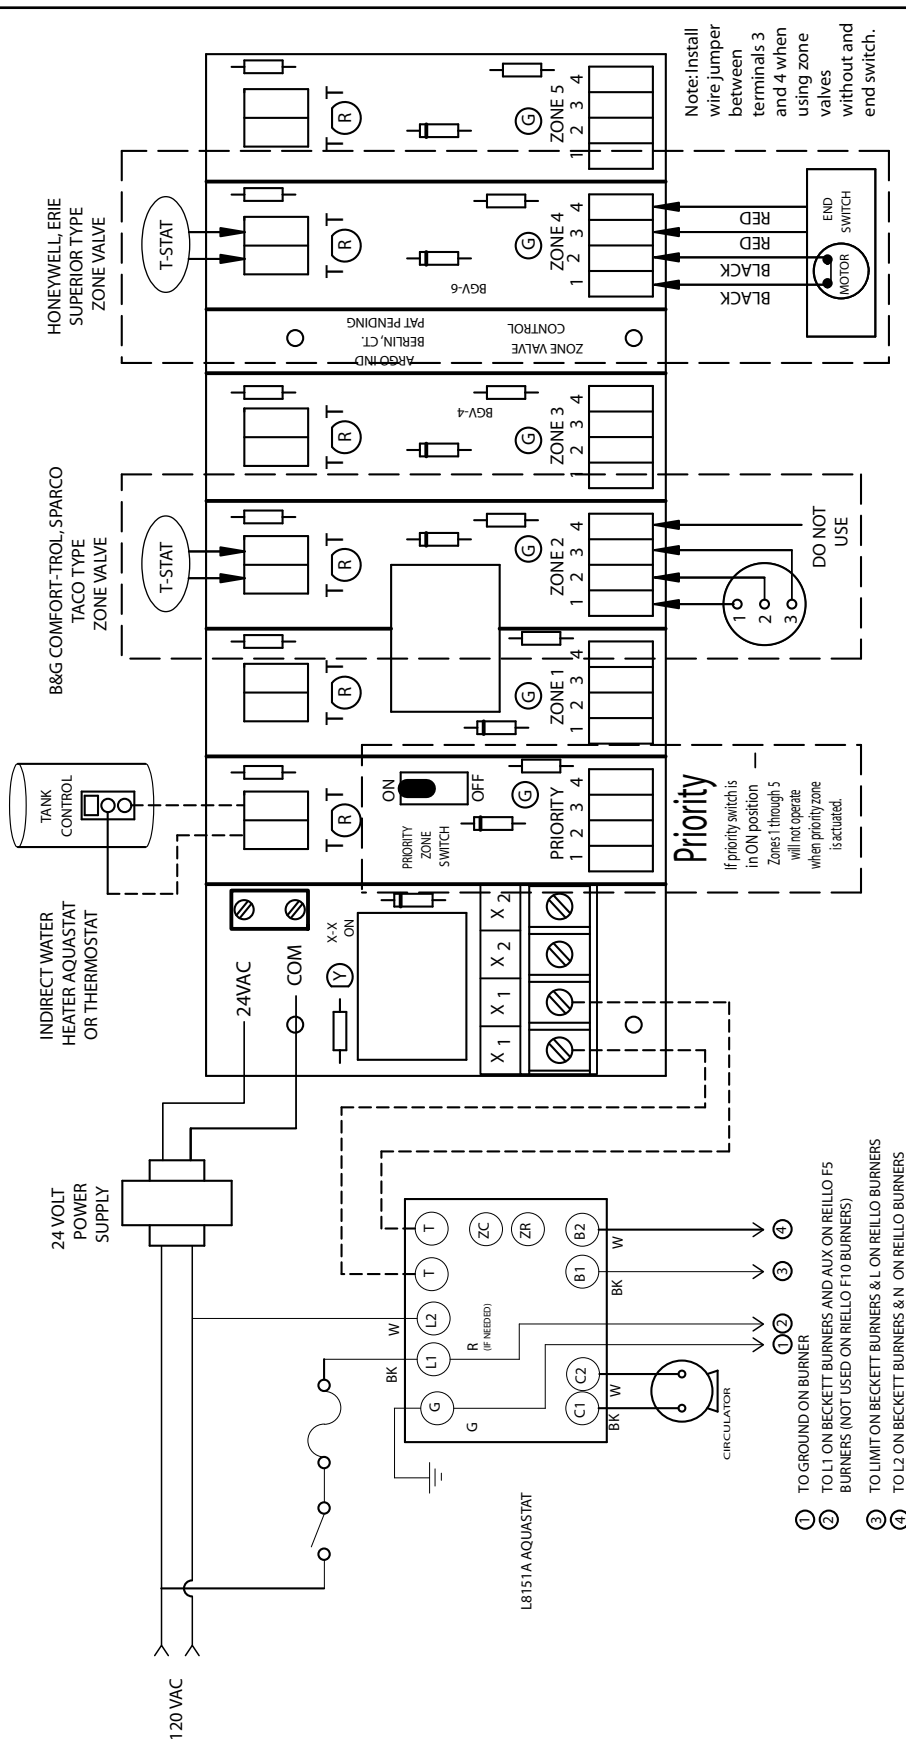 HONEYWELL, ERIE
SUPERIOR TYPE
ZONE VALVE
B&G COMFORT-TROL, SPARCO
TACO TYPE
ZONE VALVE
INDIRECT WATER
HEATER AQUASTAT
OR THERMOSTAT
TANK
CONTROL
24 VOLT
POWER
SUPPLY
120 VAC
T-STAT
T-STAT
24VAC
COM
X-X
ON
Y
X 1
X 1
X 2
X 2
T T
R
PRIORITY
ZONE
SWITCH
ON
OFF
G
PRIORITY
1 2 3 4
T T
R
G
ZONE 1
1 2 3 4
T T
R
G
ZONE 2
1 2 3 4
T T
R
BGV-4
G
ZONE 3
1 2 3 4
ARGO IND
BERLIN, CT.
PAT PENDING
ZONE VALVE
CONTROL
T T
R
BGV-6
G
ZONE 4
1 2 3 4
T T
R
G
ZONE 5
1 2 3 4
Priority
If priority switch is
in ON position —
Zones 1 through 5
will not operate
when priority zone
is actuated.
1
2
3
DO NOT
USE
BLACK
BLACK
RED
RED
MOTOR
END
SWITCH
Note: Install
wire jumper
between
terminals 3
and 4 when
using zone
valves
without and
end switch.
L8151A AQUASTAT
G
L1
L2
T
T
BK
W
G
R
(IF NEEDED)
ZC
ZR
C1
C2
B1
B2
BK
W
BK
W
CIRCULATOR
1
2
3
4
1 TO GROUND ON BURNER
2 TO L1 ON BECKETT BURNERS AND AUX ON REILLO F5
BURNERS (NOT USED ON RIELLO F10 BURNERS)
3 TO LIMIT ON BECKETT BURNERS & L ON REILLO BURNERS
4 TO L2 ON BECKETT BURNERS & N ON REILLO BURNERS